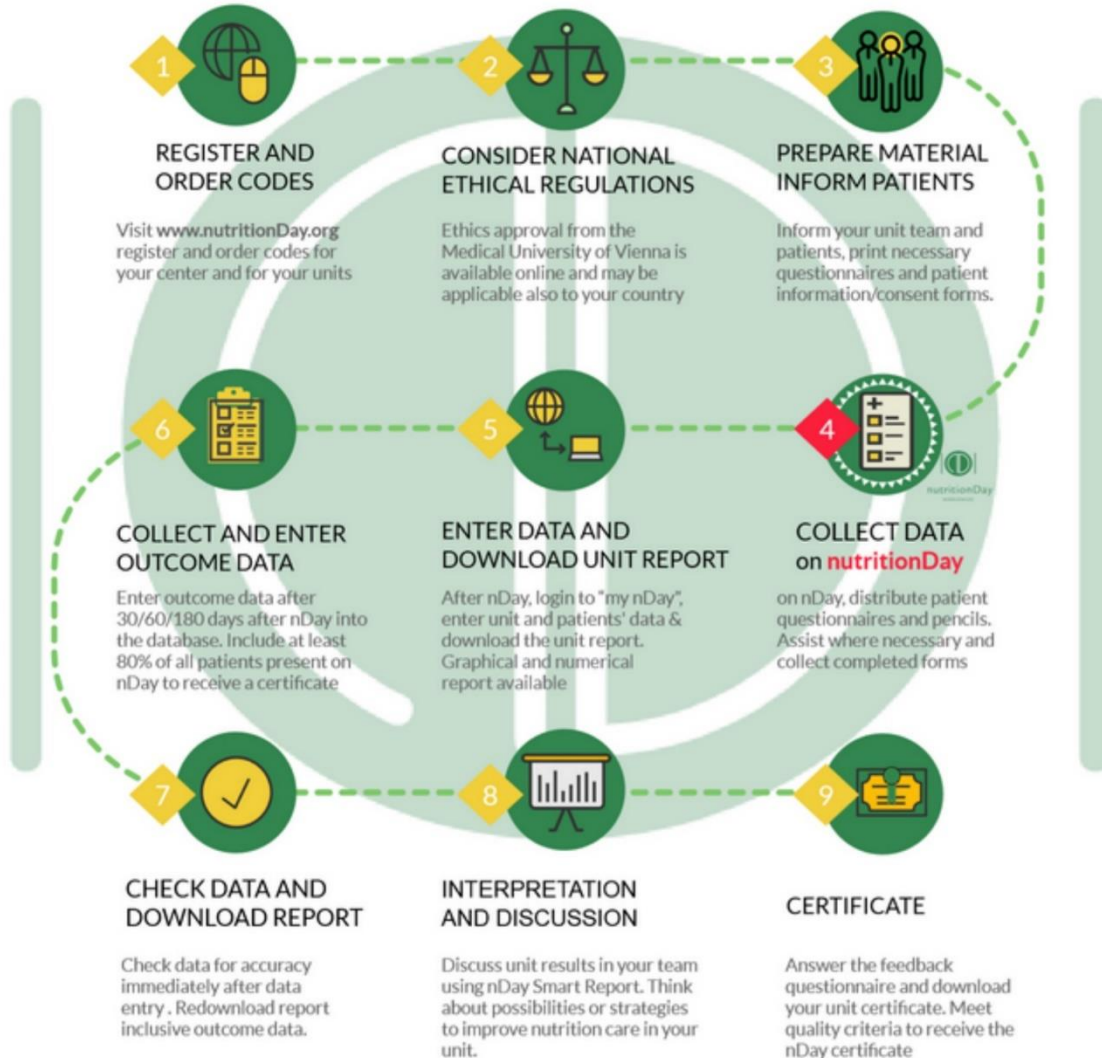 1
REGISTER AND
ORDER CODES
Visit www.nutritionDay.org
register and order codes for
your center and for your units
2
CONSIDER NATIONAL
ETHICAL REGULATIONS
Ethics approval from the
Medical University of Vienna is
available online and may be
applicable also to your country
3
PREPARE MATERIAL
INFORM PATIENTS
Inform your unit team and
patients, print necessary
questionnaires and patient
information/consent forms.
4
nutritionDay
COLLECT DATA
on nutritionDay
on nDay, distribute patient
questionnaires and pencils.
Assist where necessary and
collect completed forms
5
ENTER DATA AND
DOWNLOAD UNIT REPORT
After nDay, login to "my nDay",
enter unit and patients' data &
download the unit report.
Graphical and numerical
report available
6
COLLECT AND ENTER
OUTCOME DATA
Enter outcome data after
30/60/180 days after nDay into
the database. Include at least
80% of all patients present on
nDay to receive a certificate
7
CHECK DATA AND
DOWNLOAD REPORT
Check data for accuracy
immediately after data
entry . Redownload report
inclusive outcome data.
8
INTERPRETATION
AND DISCUSSION
Discuss unit results in your team
using nDay Smart Report. Think
about possibilities or strategies
to improve nutrition care in your
unit.
9
CERTIFICATE
Answer the feedback
questionnaire and download
your unit certificate. Meet
quality criteria to receive the
nDay certificate